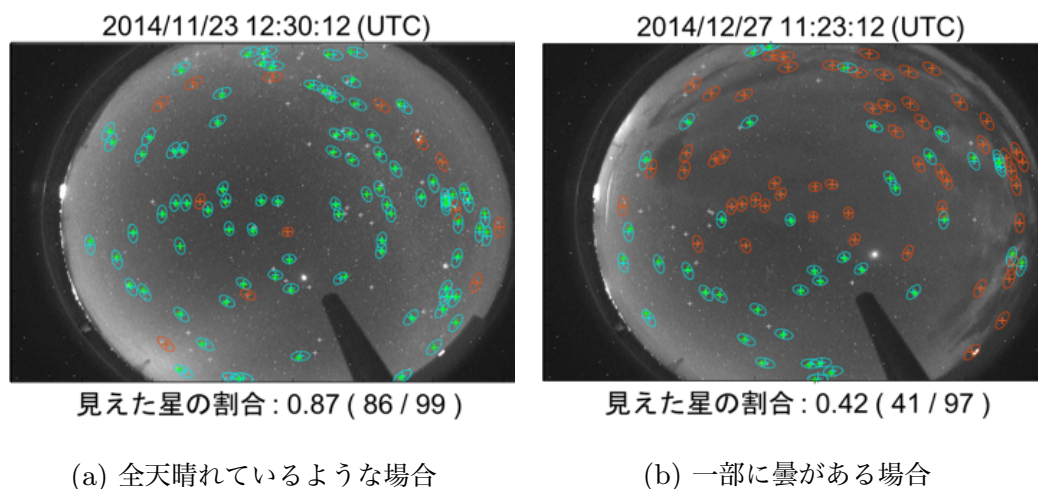 2014/11/23 12:30:12 (UTC)
2014/12/27 11:23:12 (UTC)
見えた星の割合 : 0.87 ( 86 / 99 )
見えた星の割合 : 0.42 ( 41 / 97 )
(a) 全天晴れているような場合
(b) 一部に曇がある場合